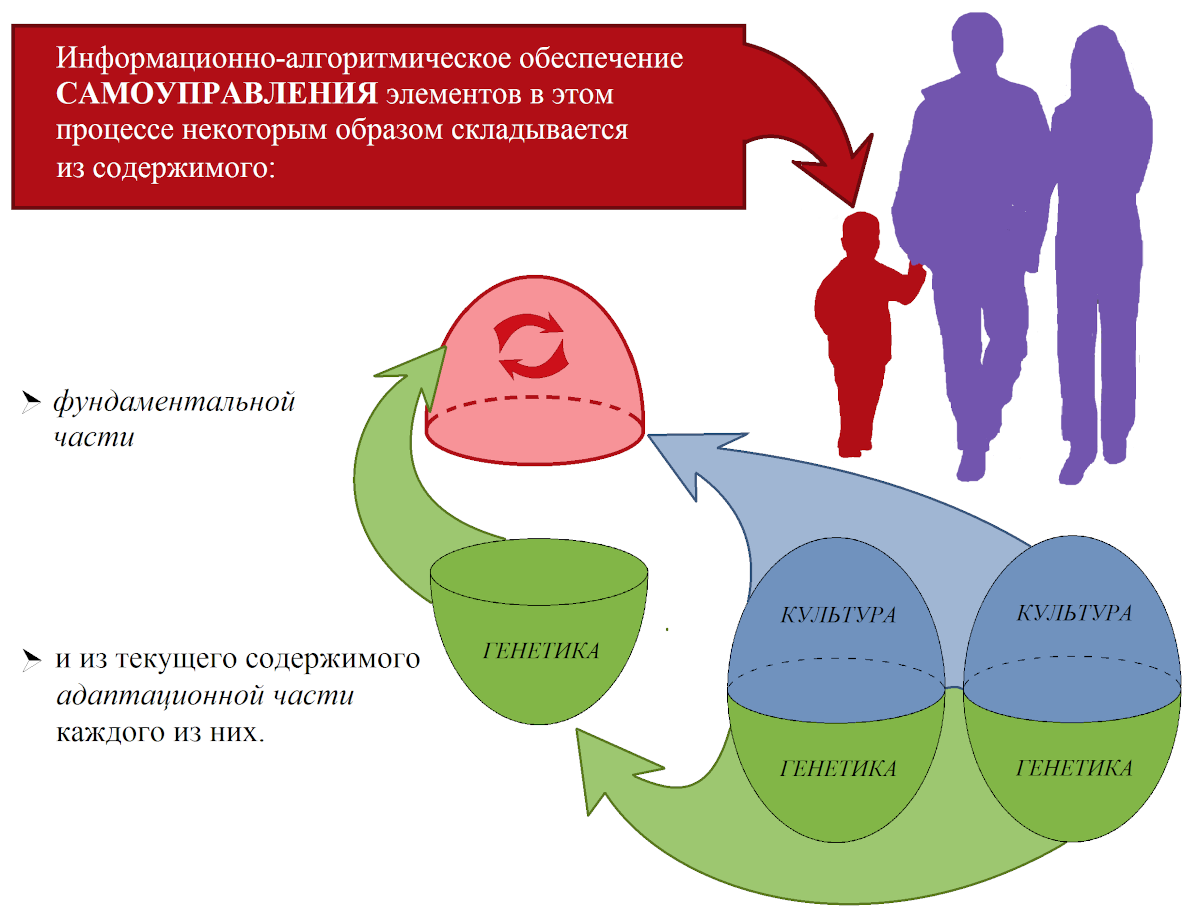 Информационно-алгоритмическое обеспечение
САМОУПРАВЛЕНИЯ элементов в этом
процессе некоторым образом складывается
из содержимого:
фундаментальной
части
КУЛЬТУРА
КУЛЬТУРА
ГЕНЕТИКА
и из текущего содержимого
адаптационной части
каждого из них.
ГЕНЕТИКА
ГЕНЕТИКА